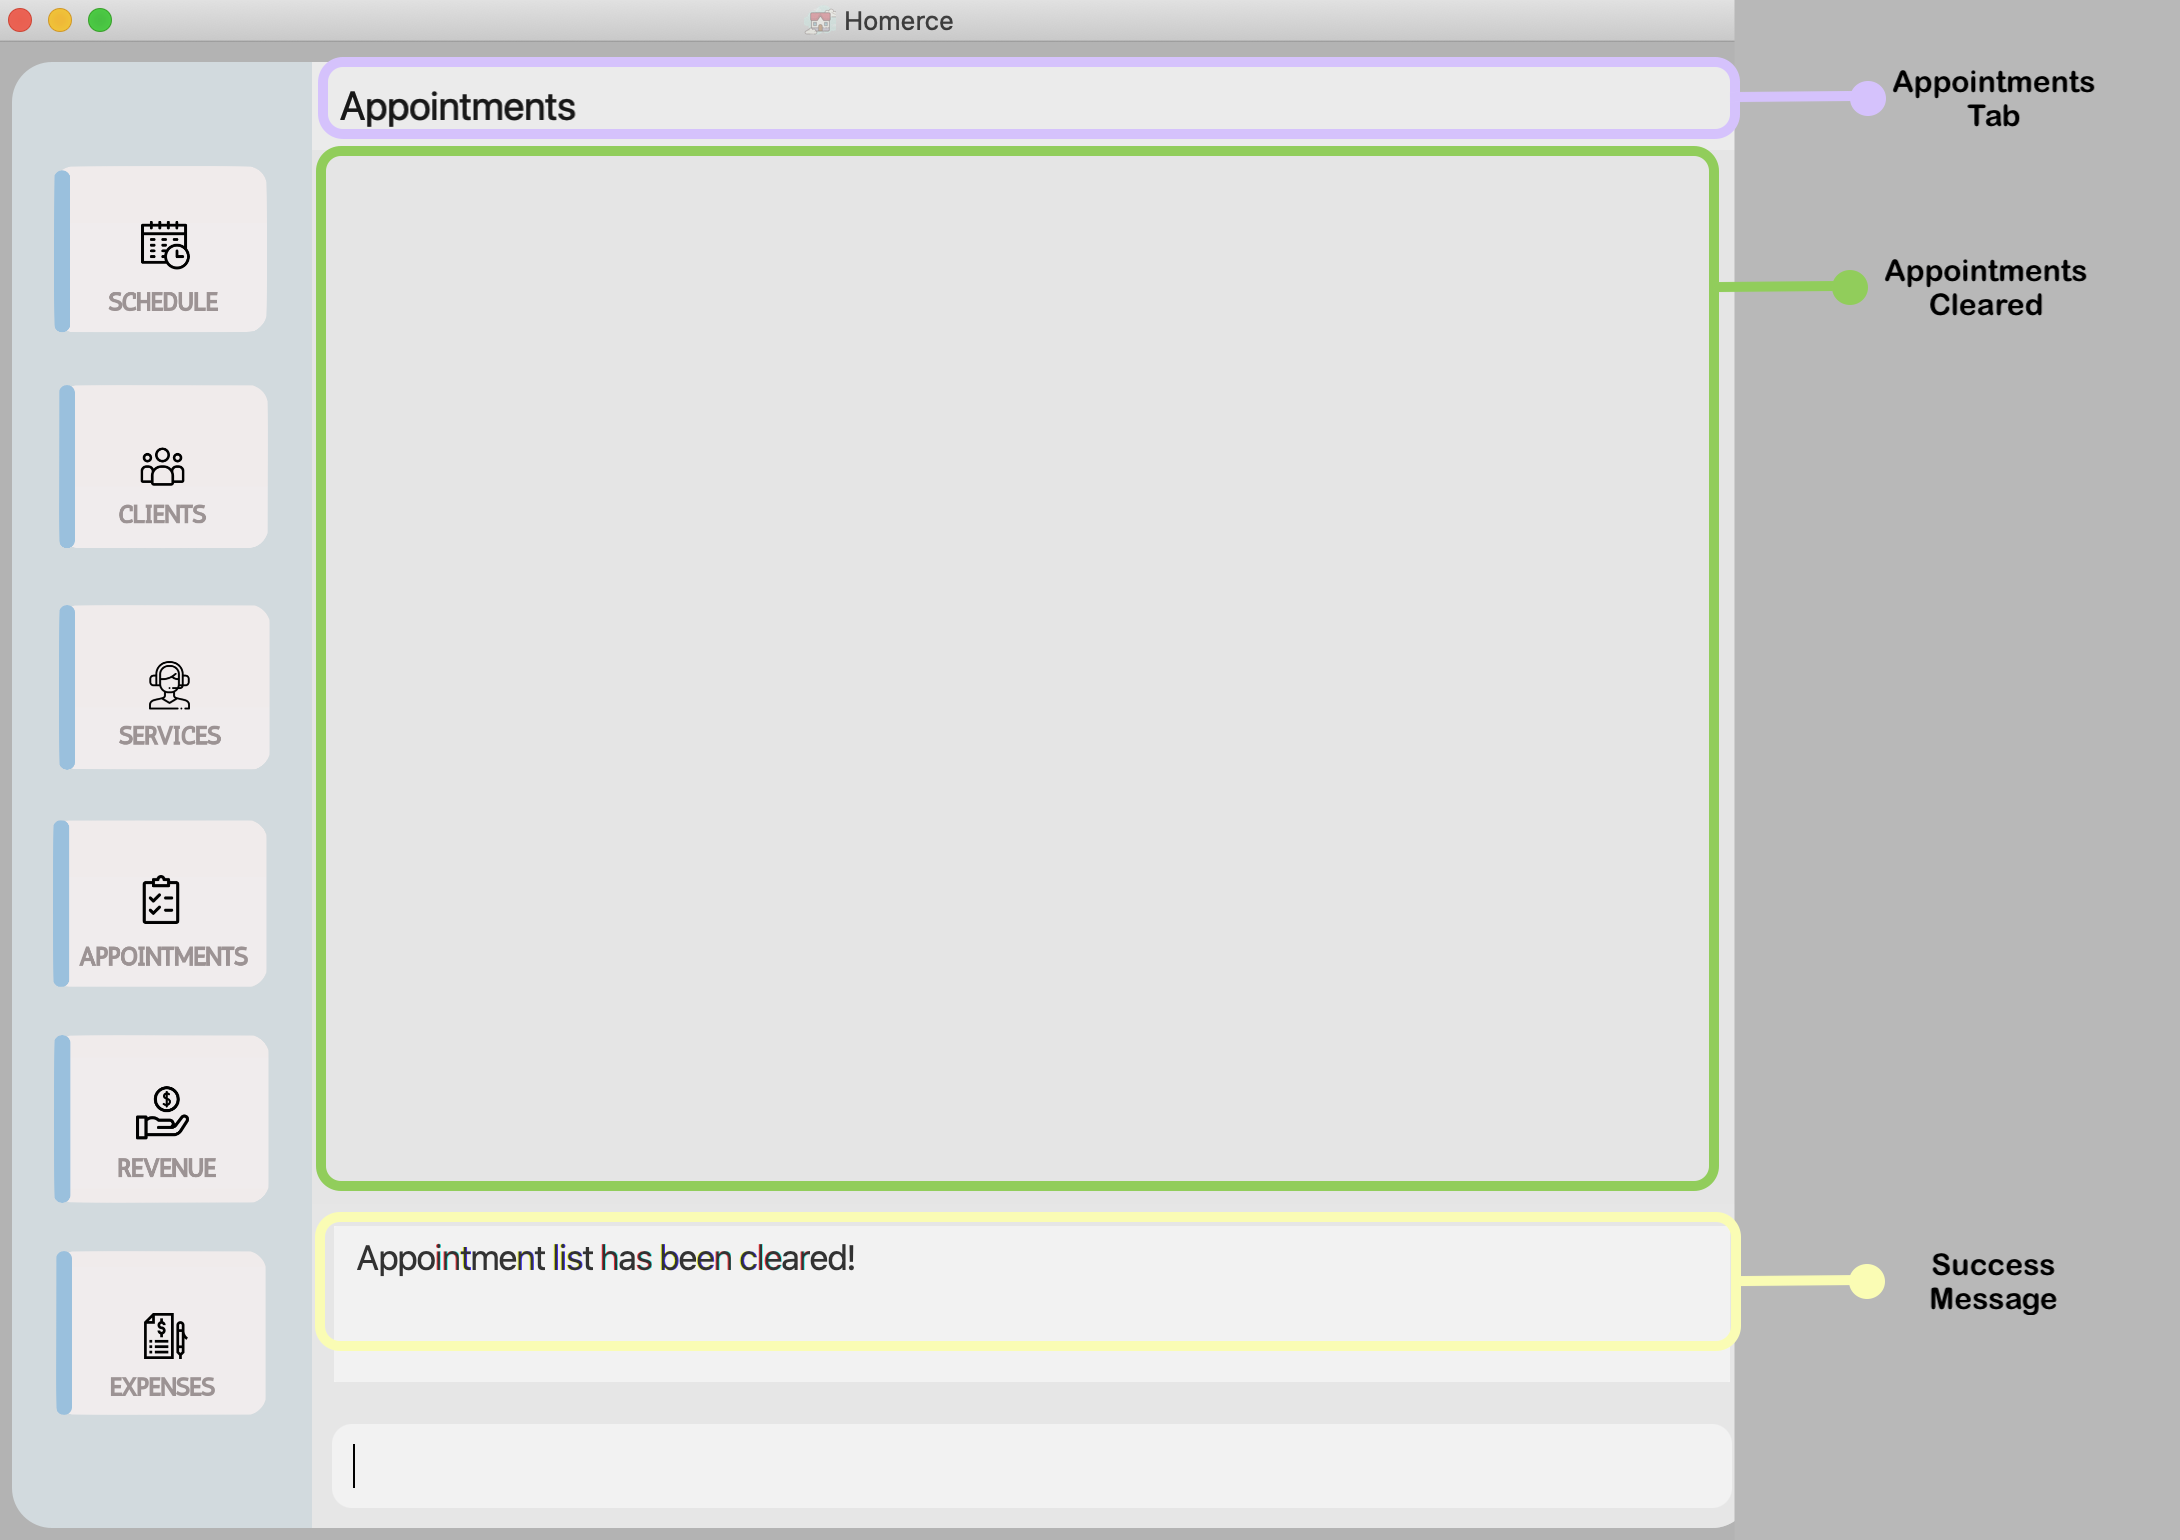 Homerce
Appointments
Appointments
Tab
Appointments
Cleared
SCHEDULE
CLIENTS
SERVICES
APPOINTMENTS
REVENUE
EXPENSES
Appointment list has been cleared!
Success
Message